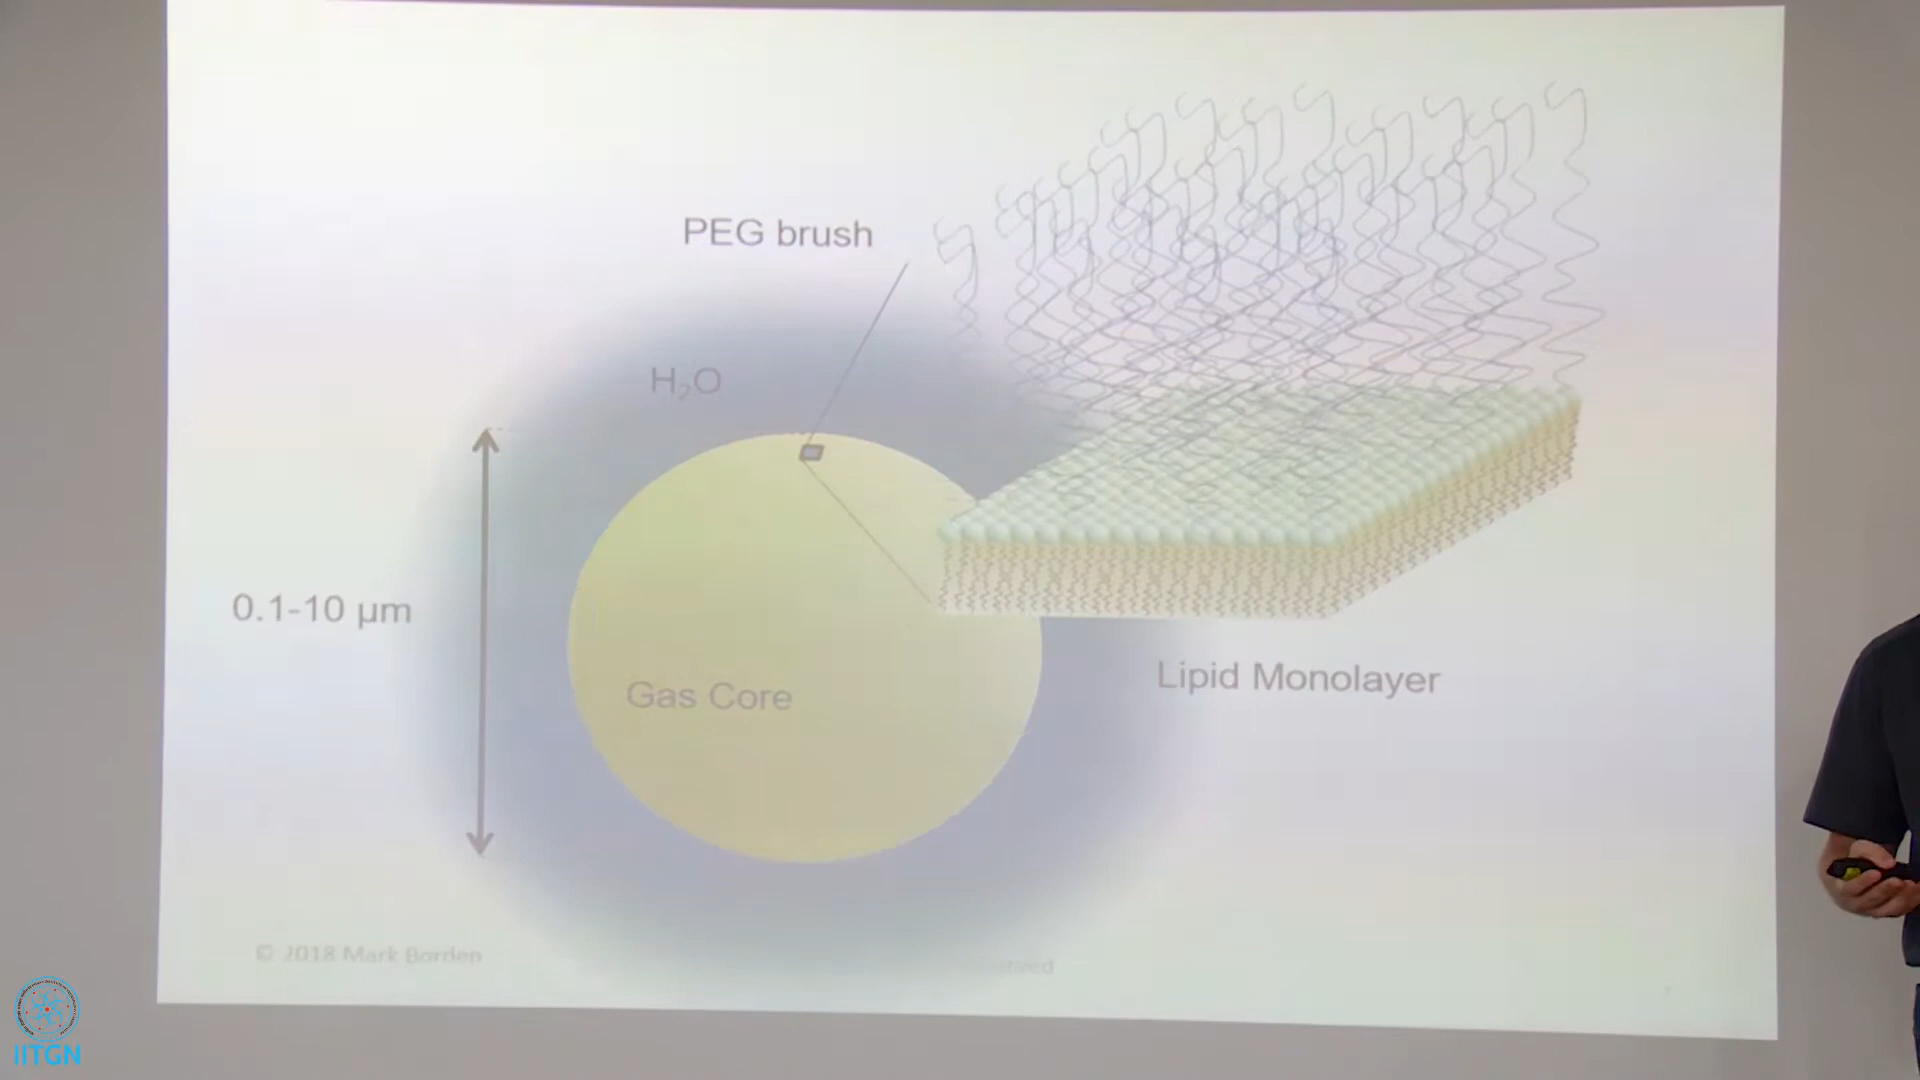 PEG brush
H₂O
0.1-10 µm
Gas Core
Lipid Monolayer
© 2018 Mark Borden
IITGN